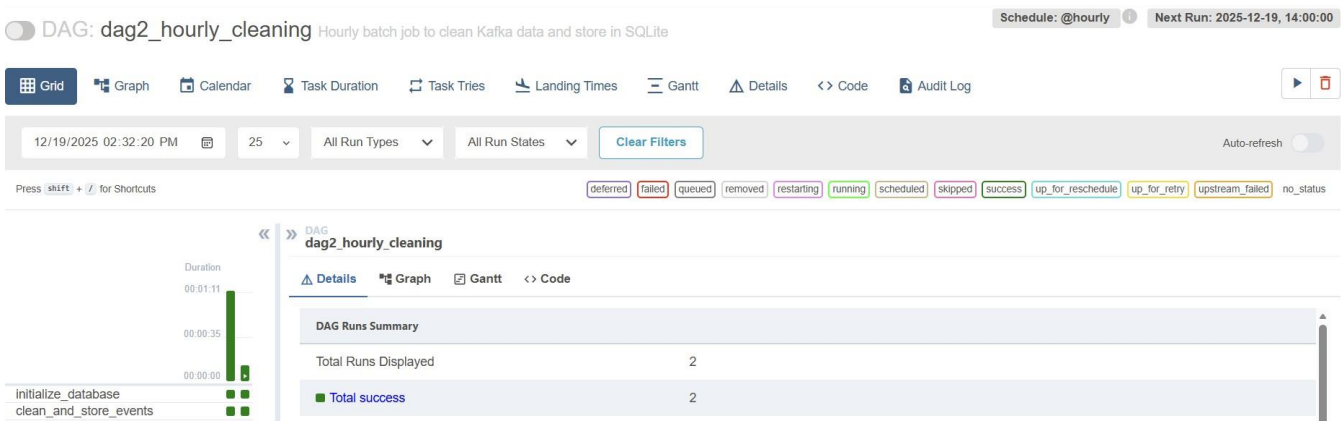 DAG: dag2_hourly_cleaning Hourly batch job to clean Kafka data and store in SQLite
Schedule: @hourly Next Run: 2025-12-19, 14:00:00
Grid Graph Calendar Task Duration Task Tries Landing Times Gantt Details <> Code Audit Log
12/19/2025 02:32:20 PM 25 All Run Types All Run States Clear Filters Auto-refresh
Press shift + / for Shortcuts
deferred failed queued removed restarting running scheduled skipped success up_for_reschedule up_for_retry upstream_failed no_status
Duration
00:01:11
00:00:35
00:00:00
initialize_database
clean_and_store_events
DAG
dag2_hourly_cleaning
Details Graph Gantt <> Code
DAG Runs Summary
Total Runs Displayed 2
Total success 2